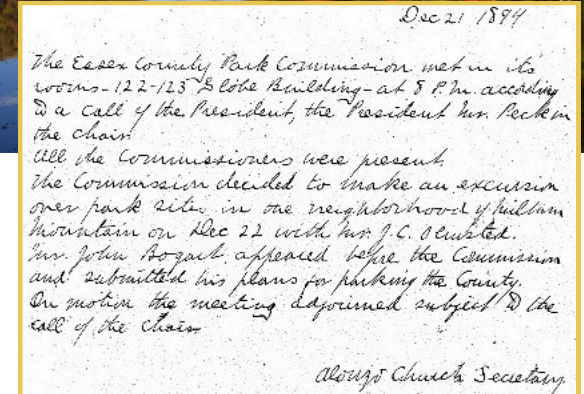 Dec 21 1894
The Essex County Park Commission met in its
rooms - 122-123 Globe Building - at 8 P.M. according
to a call of the President, the President Mr. Peck in
the chair.
All the Commissioners were present.
The Commission decided to make an excursion
over park sites in the neighborhood of Millburn
Mountain on Dec 22 with Mr. J. C. Olmsted.
Mr. John Bogart appeared before the Commission
and submitted his plans for parking the County.
On motion the meeting adjourned subject to the
call of the chair
Alonzo Church Secretary